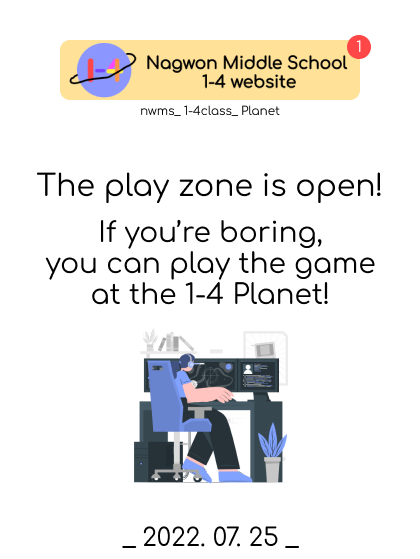 1
Nagwon Middle School
1-4
1-4 website
nwms_ 1-4class_ Planet
The play zone is open!
If you’re boring,
you can play the game
at the 1-4 Planet!
_ 2022. 07. 25 _